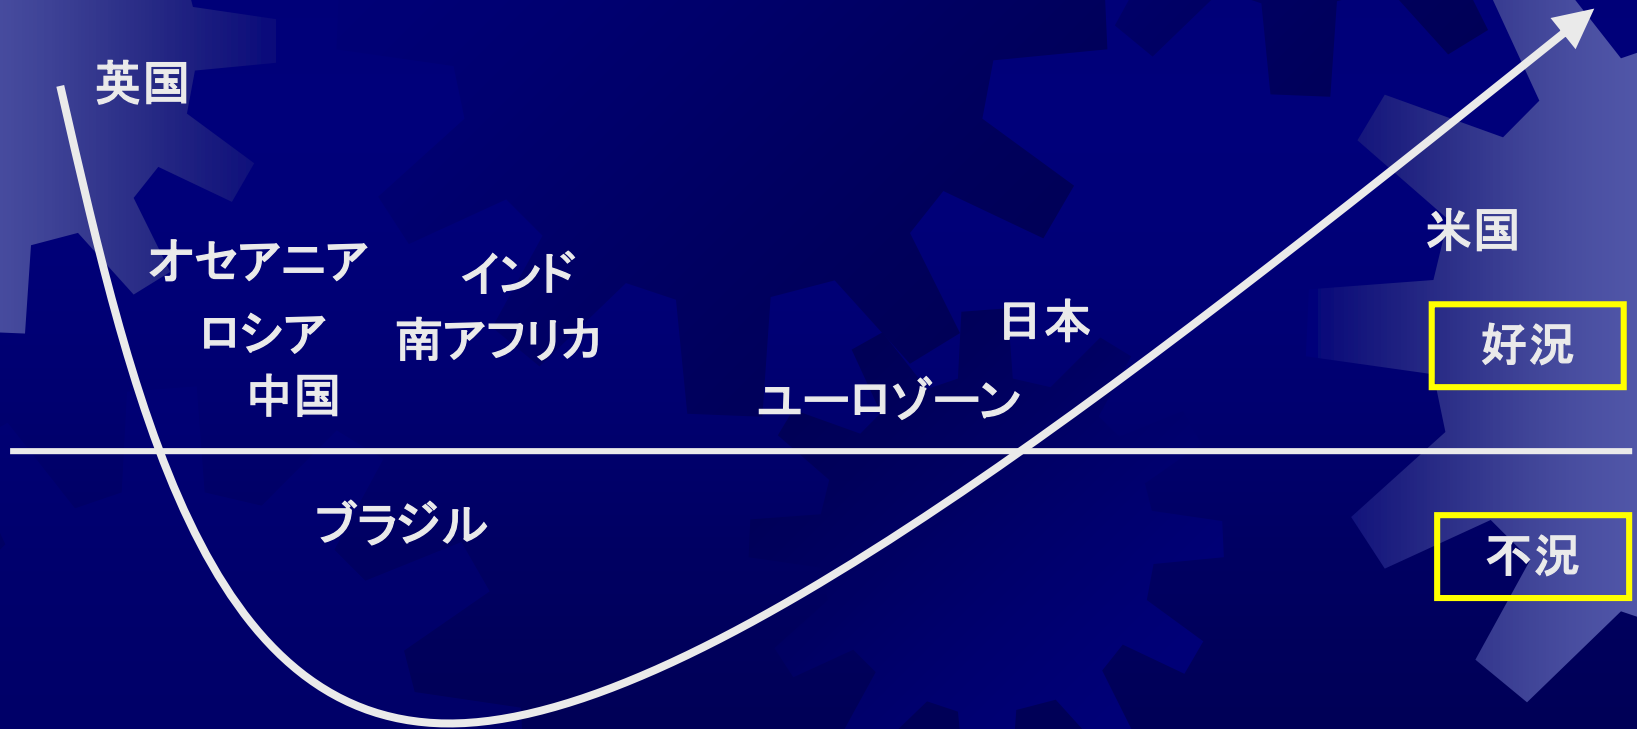 英国
米国
オセアニア
インド
日本
ロシア
南アフリカ
好況
中国
ユーロゾーン
ブラジル
不況